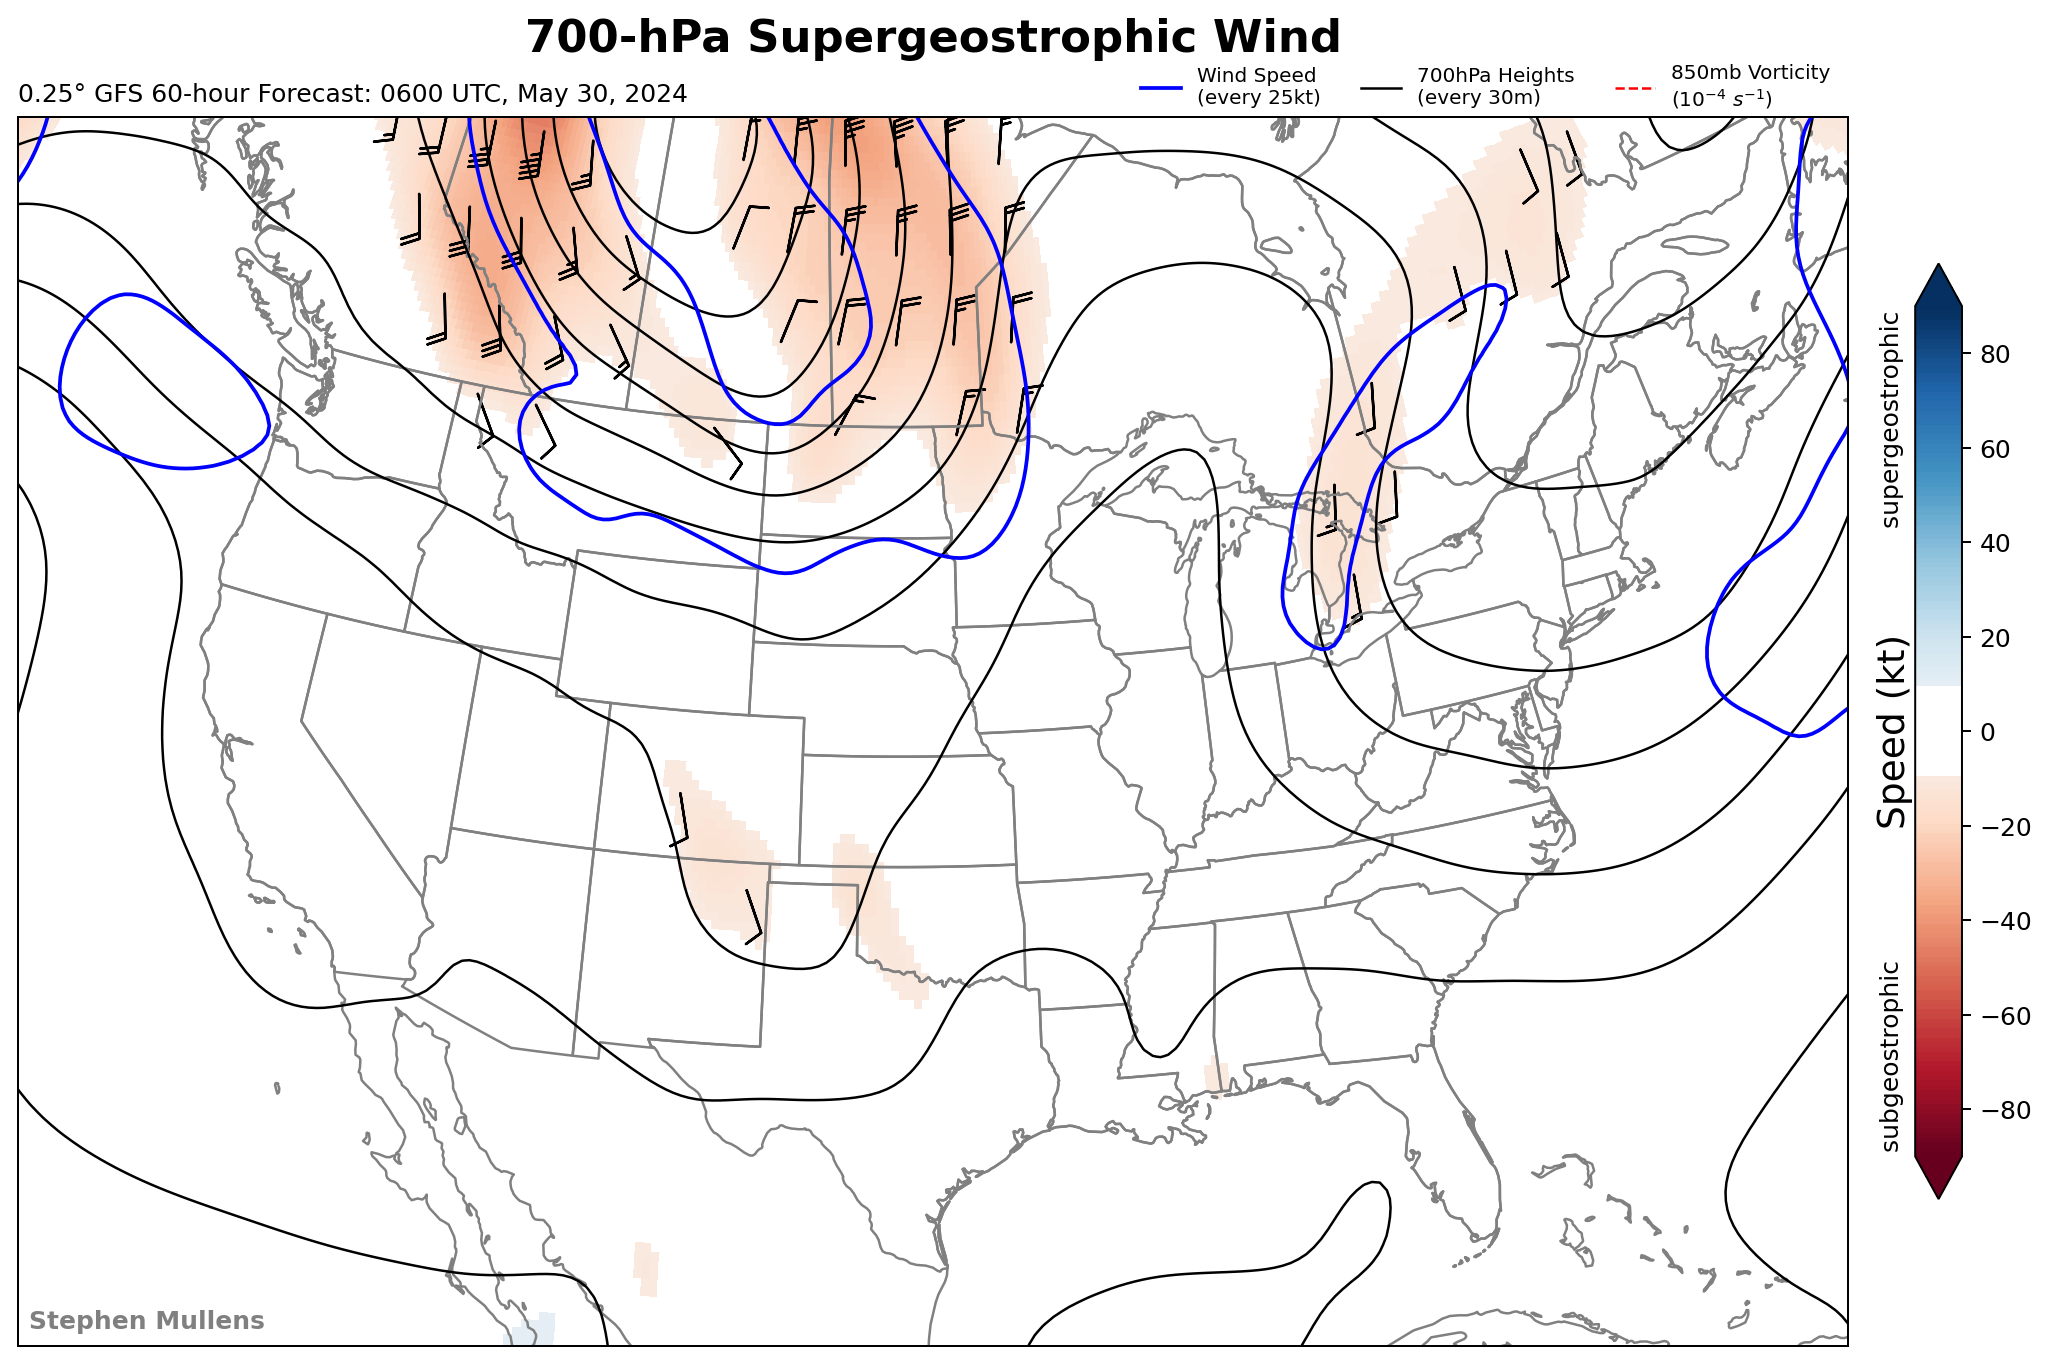 700-hPa Supergeostrophic Wind
0.25° GFS 60-hour Forecast: 0600 UTC, May 30, 2024
Wind Speed
(every 25kt)
700hPa Heights
(every 30m)
850mb Vorticity
(10⁻⁴ s⁻¹)
supergeostrophic
Speed (kt)
subgeostrophic
80
60
40
20
0
−20
−40
−60
−80
Stephen Mullens